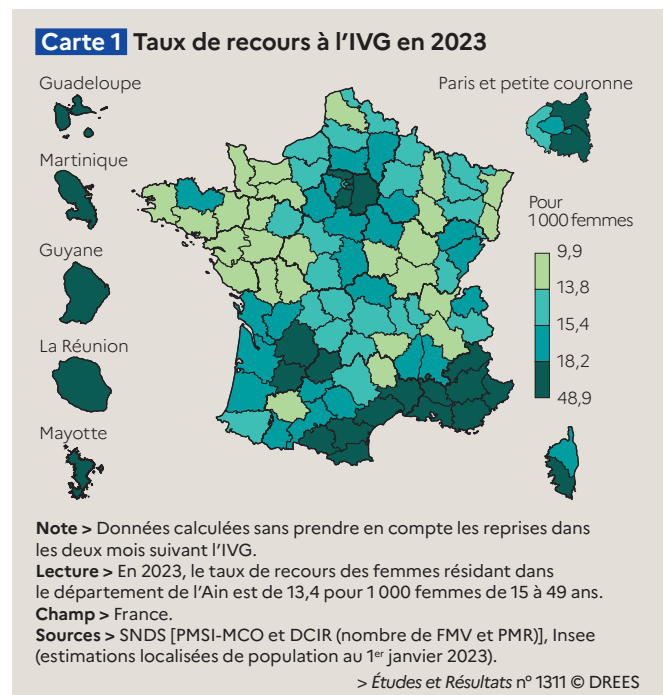 Carte 1 Taux de recours à l’IVG en 2023
Guadeloupe
Paris et petite couronne
Martinique
Guyane
La Réunion
Mayotte
Pour
1 000 femmes
9,9
13,8
15,4
18,2
48,9
Note > Données calculées sans prendre en compte les reprises dans
les deux mois suivant l’IVG.
Lecture > En 2023, le taux de recours des femmes résidant dans
le département de l’Ain est de 13,4 pour 1 000 femmes de 15 à 49 ans.
Champ > France.
Sources > SNDS [PMSI-MCO et DCIR (nombre de FMV et PMR)], Insee
(estimations localisées de population au 1er janvier 2023).
> Études et Résultats nº 1311 © DREES